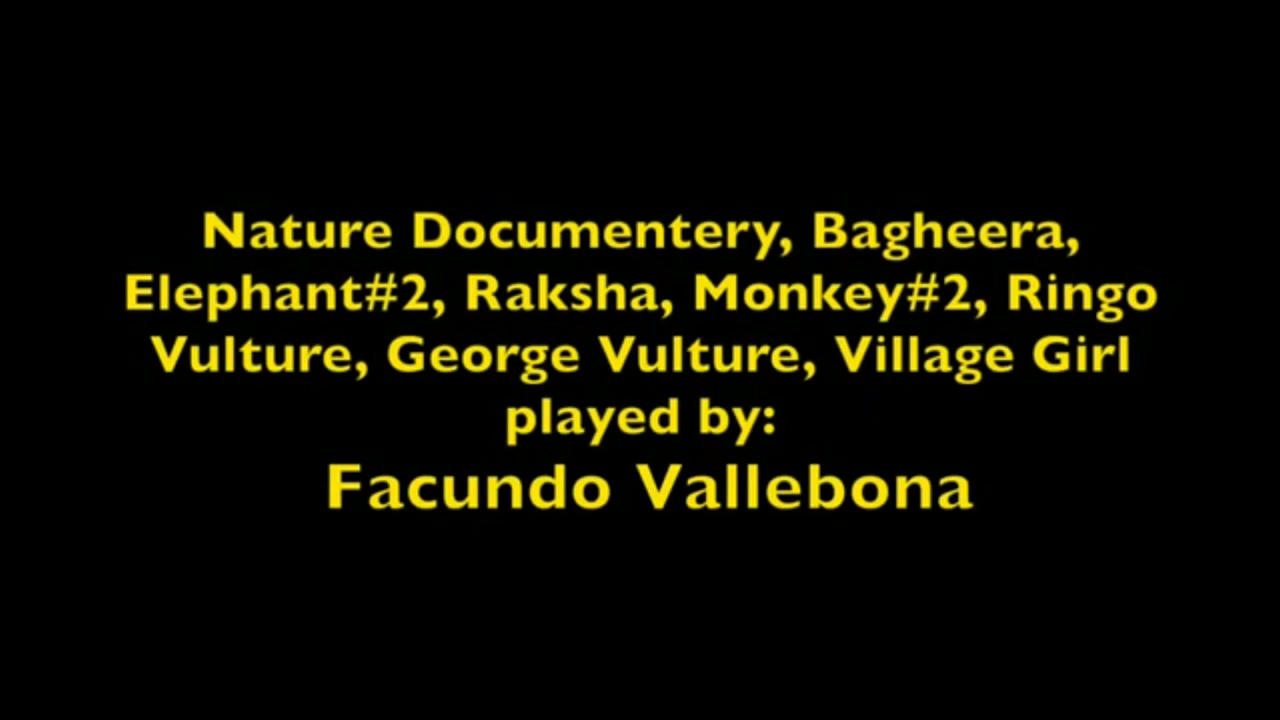 Nature Documentery, Bagheera,
Elephant#2, Raksha, Monkey#2, Ringo
Vulture, George Vulture, Village Girl
played by:
Facundo Vallebona